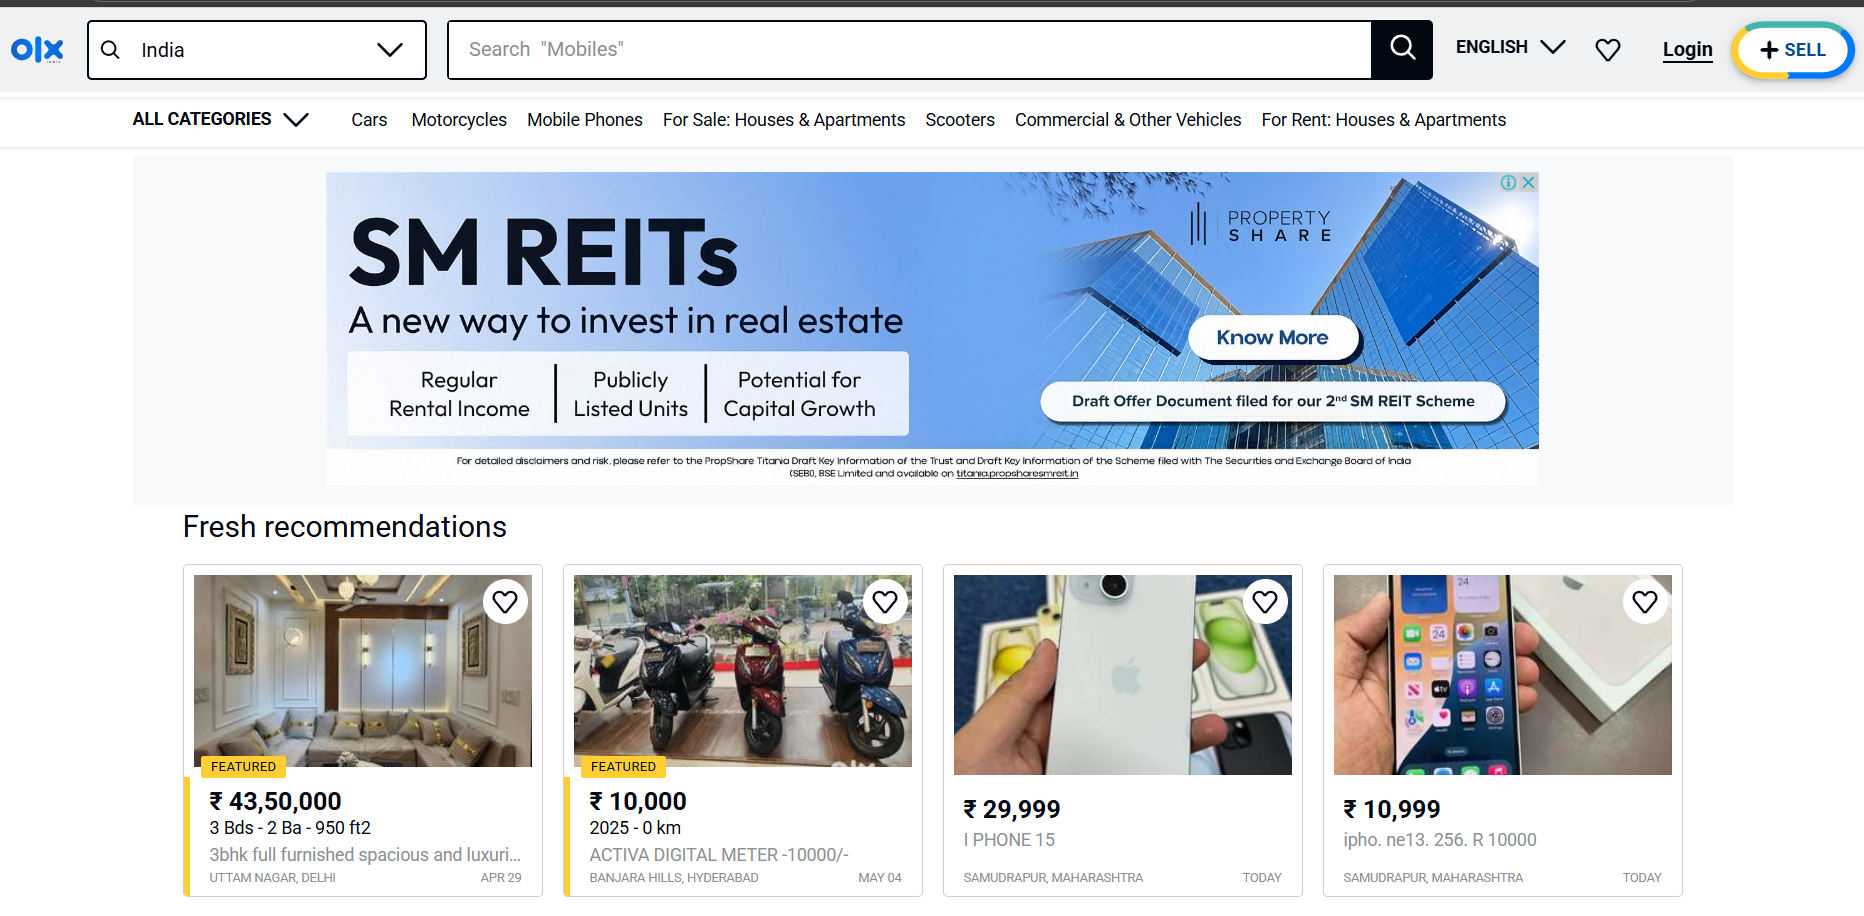 olx
INDIA
India
Search "Mobiles"
ENGLISH
Login
+ SELL
ALL CATEGORIES
Cars
Motorcycles
Mobile Phones
For Sale: Houses & Apartments
Scooters
Commercial & Other Vehicles
For Rent: Houses & Apartments
SM REITs
A new way to invest in real estate
Regular
Rental Income
Publicly
Listed Units
Potential for
Capital Growth
PROPERTY
SHARE
Know More
Draft Offer Document filed for our 2nd SM REIT Scheme
For detailed disclaimers and risk, please refer to the PropShare Titania Draft Key Information of the Trust and Draft Key Information of the Scheme filed with The Securities and Exchange Board of India
(SEBI), BSE Limited and available on titania.propsharesmreit.in
Fresh recommendations
FEATURED
₹ 43,50,000
3 Bds - 2 Ba - 950 ft2
3bhk full furnished spacious and luxuri...
UTTAM NAGAR, DELHI
APR 29
olx
FEATURED
₹ 10,000
2025 - 0 km
ACTIVA DIGITAL METER -10000/-
BANJARA HILLS, HYDERABAD
MAY 04
₹ 29,999
I PHONE 15
SAMUDRAPUR, MAHARASHTRA
TODAY
24
24
tv
₹ 10,999
ipho. ne13. 256. R 10000
SAMUDRAPUR, MAHARASHTRA
TODAY